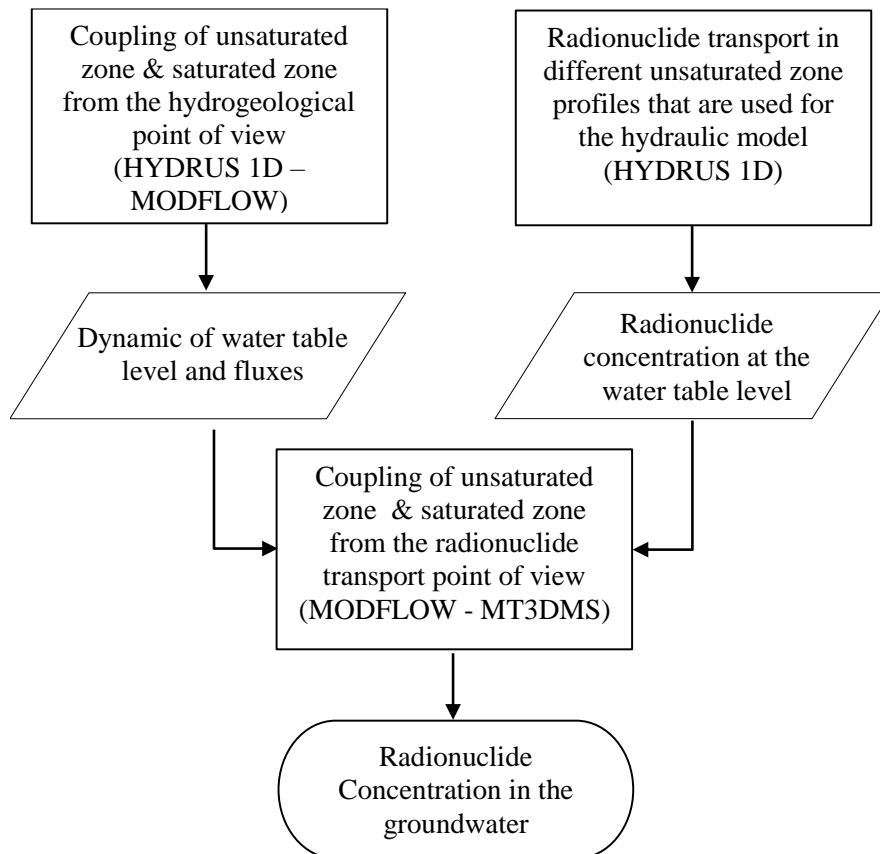 Coupling of unsaturated
zone & saturated zone
from the hydrogeological
point of view
(HYDRUS 1D –
MODFLOW)
Radionuclide transport in
different unsaturated zone
profiles that are used for
the hydraulic model
(HYDRUS 1D)
Dynamic of water table
level and fluxes
Radionuclide
concentration at the
water table level
Coupling of unsaturated
zone & saturated zone
from the radionuclide
transport point of view
(MODFLOW - MT3DMS)
Radionuclide
Concentration in the
groundwater